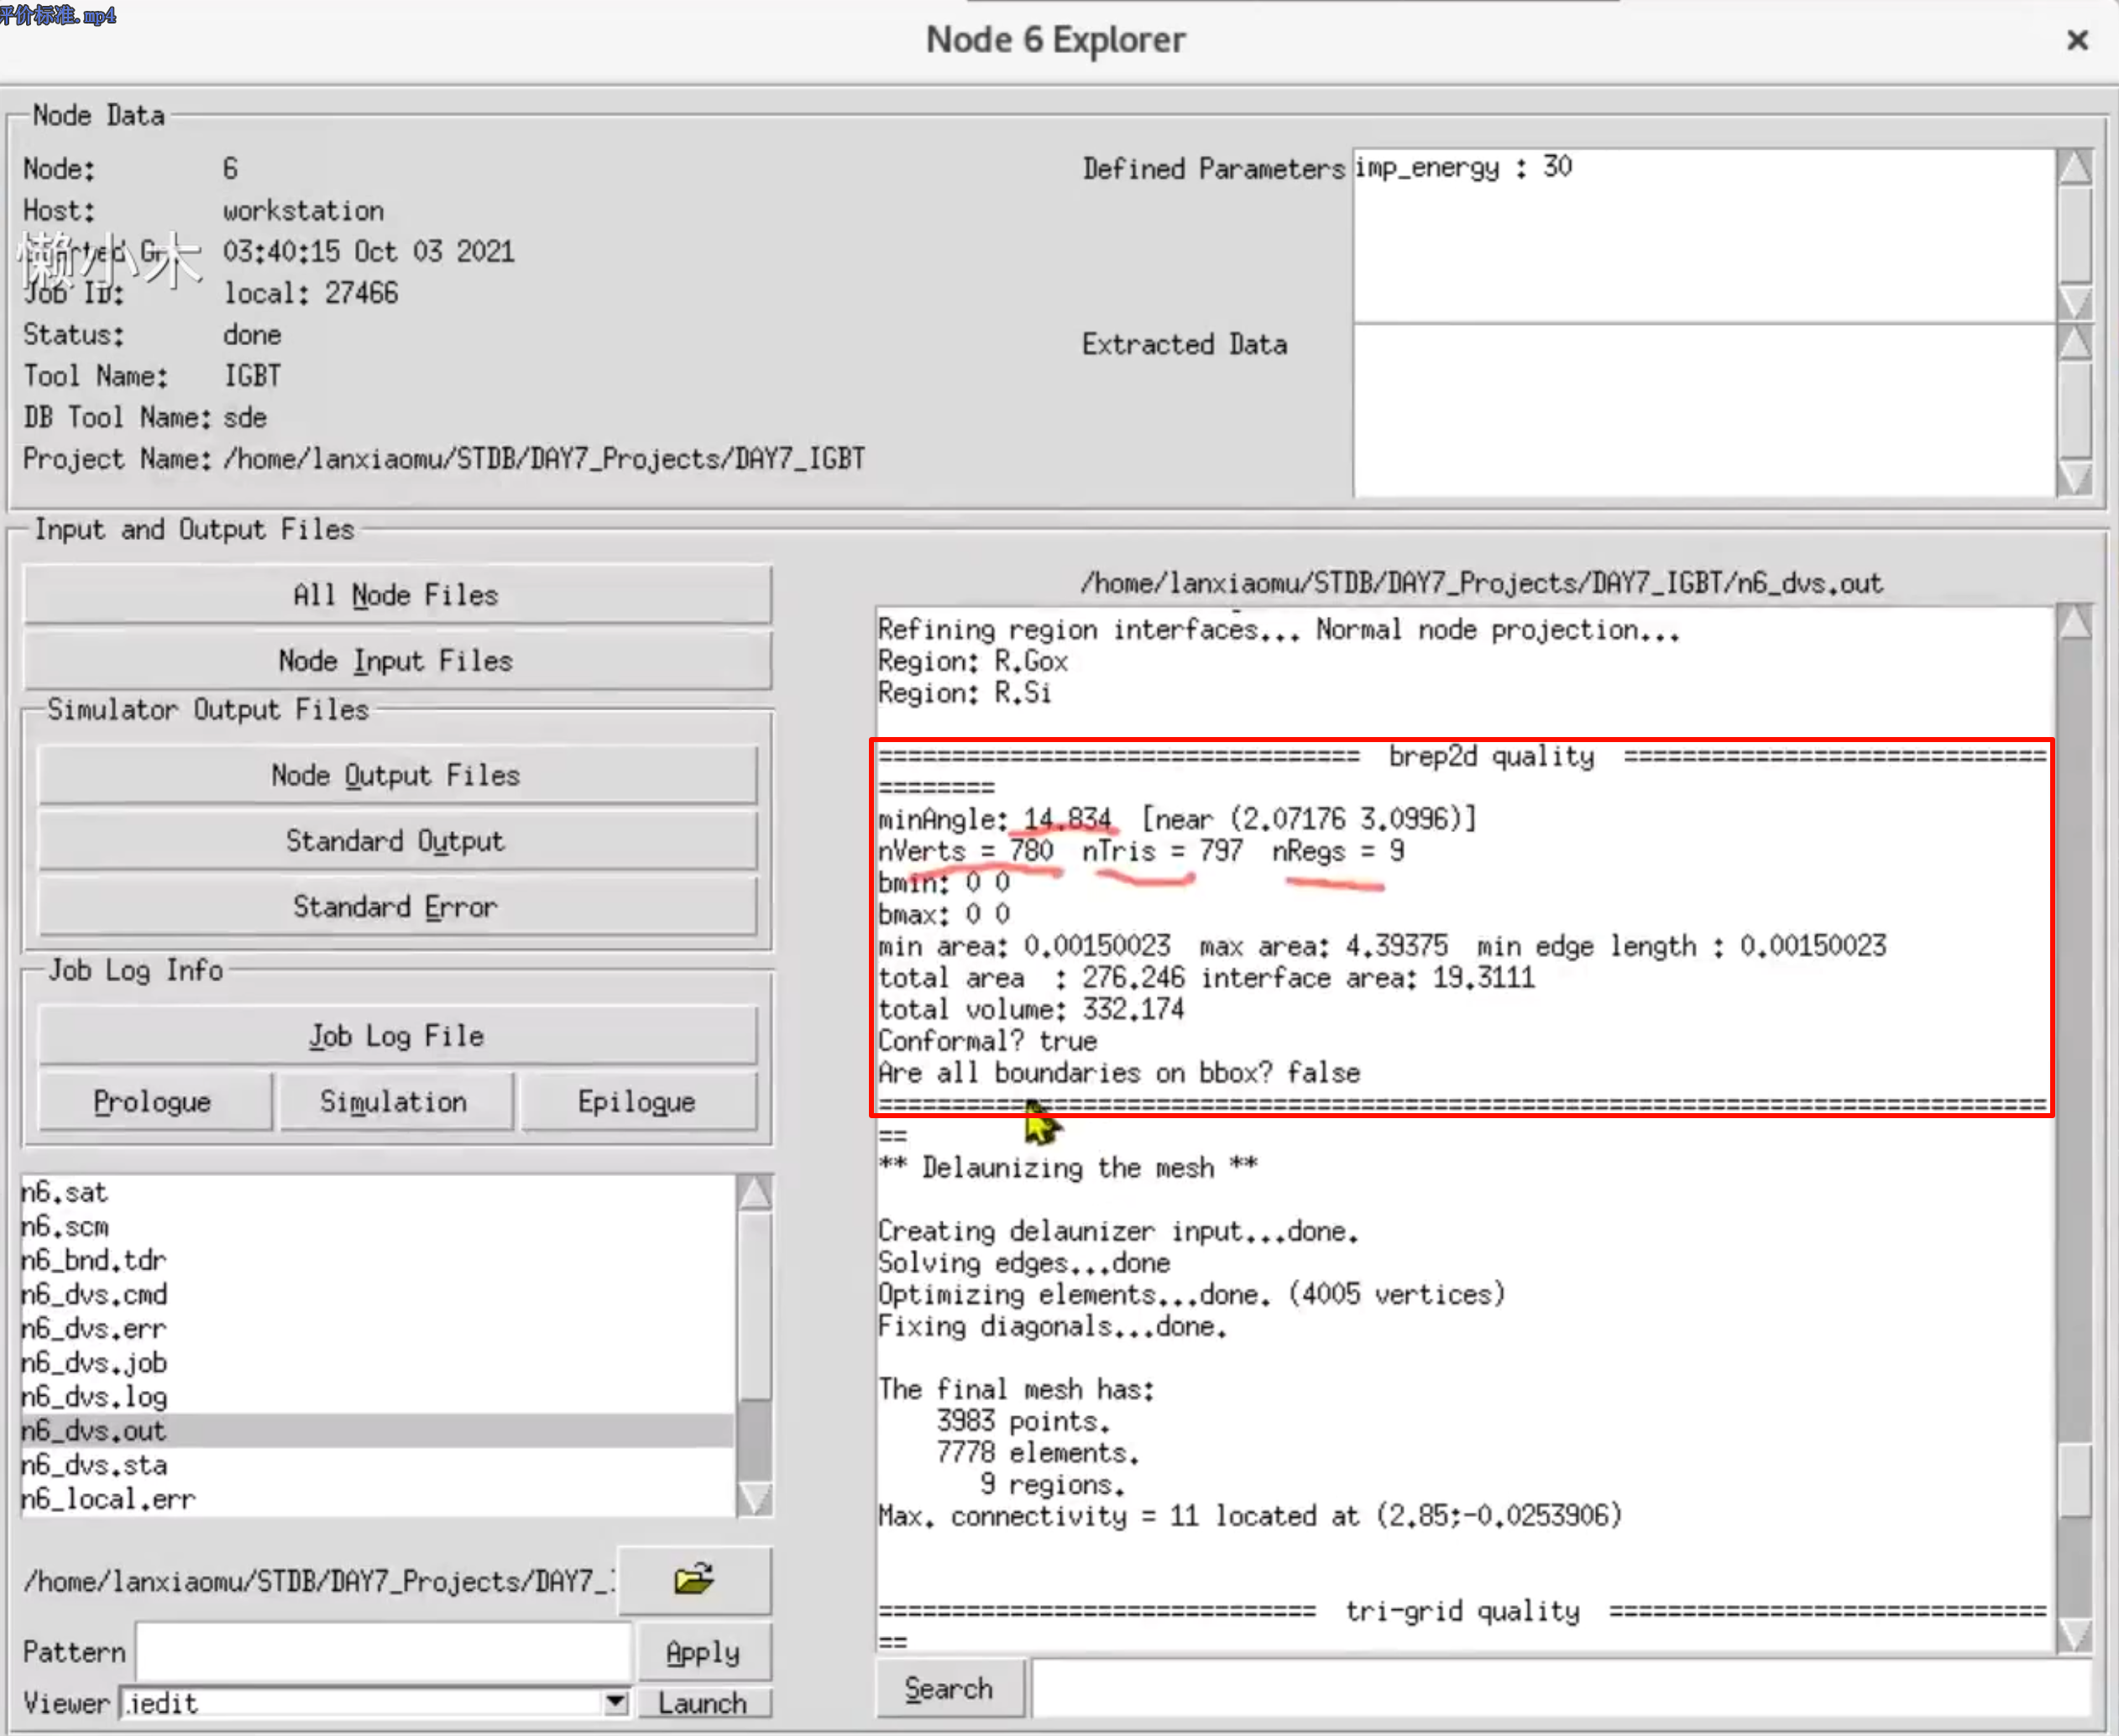 评价标准.mp4
Node 6 Explorer
Node Data
Node: 6
Host: workstation
03:40:15 Oct 03 2021
懒小木
Job ID: local: 27466
Status: done
Tool Name: IGBT
DB Tool Name: sde
Project Name: /home/lanxiaomu/STDB/DAY7_Projects/DAY7_IGBT
Defined Parameters
imp_energy : 30
Extracted Data
Input and Output Files
All Node Files
Node Input Files
Simulator Output Files
Node Output Files
Standard Output
Standard Error
Job Log Info
Job Log File
Prologue Simulation Epilogue
n6.sat
n6.scm
n6_bnd.tdr
n6_dvs.cmd
n6_dvs.err
n6_dvs.job
n6_dvs.log
n6_dvs.out
n6_dvs.sta
n6_local.err
/home/lanxiaomu/STDB/DAY7_Projects/DAY7_
Pattern Apply
Viewer .iedit Launch
/home/lanxiaomu/STDB/DAY7_Projects/DAY7_IGBT/n6_dvs.out
Refining region interfaces... Normal node projection...
Region: R.Gox
Region: R.Si
================================= brep2d quality =============================
========
minAngle: 14.834 [near (2.07176 3.0996)]
nVerts = 780 nTris = 797 nRegs = 9
bmin: 0 0
bmax: 0 0
min area: 0.00150023 max area: 4.39375 min edge length : 0.00150023
total area : 276.246 interface area: 19.3111
total volume: 332.174
Conformal? true
Are all boundaries on bbox? false
================================================================================
==
** Delaunizing the mesh **
Creating delaunizer input...done.
Solving edges...done
Optimizing elements...done. (4005 vertices)
Fixing diagonals...done.
The final mesh has:
3983 points.
7778 elements.
9 regions.
Max. connectivity = 11 located at (2.85;-0.0253906)
============================== tri-grid quality ==============================
==
Search